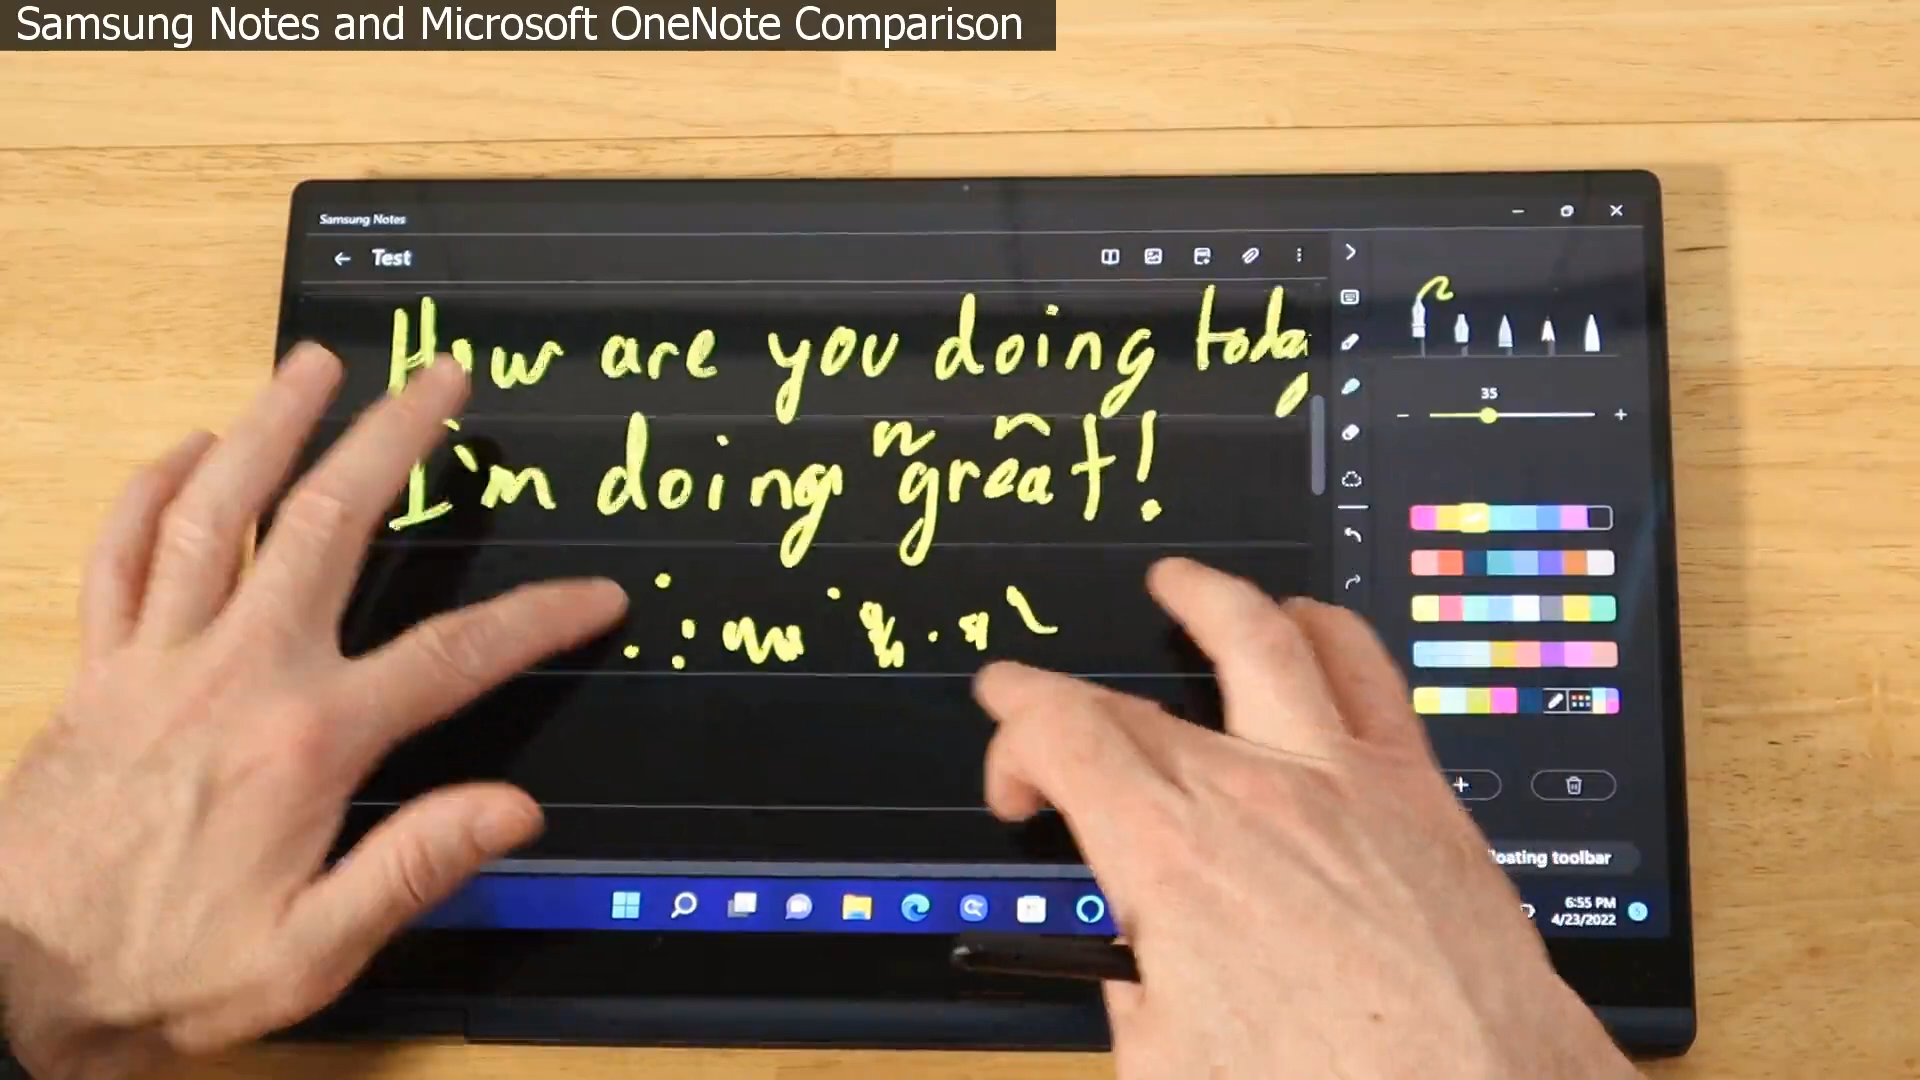 Samsung Notes and Microsoft OneNote Comparison
Samsung Notes
Test
How are you doing today
35
I'm doing great!
loating toolbar
6:55 PM
4/23/2022